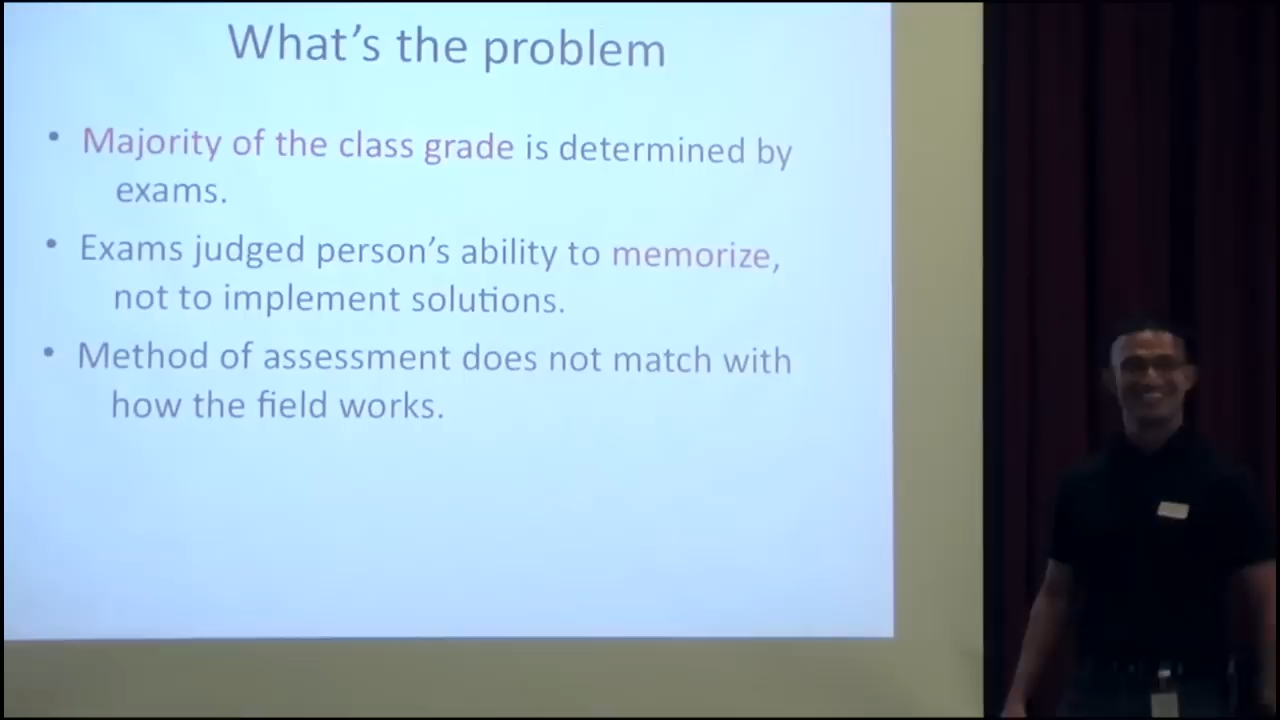 What's the problem
• Majority of the class grade is determined by
exams.
• Exams judged person's ability to memorize,
not to implement solutions.
• Method of assessment does not match with
how the field works.